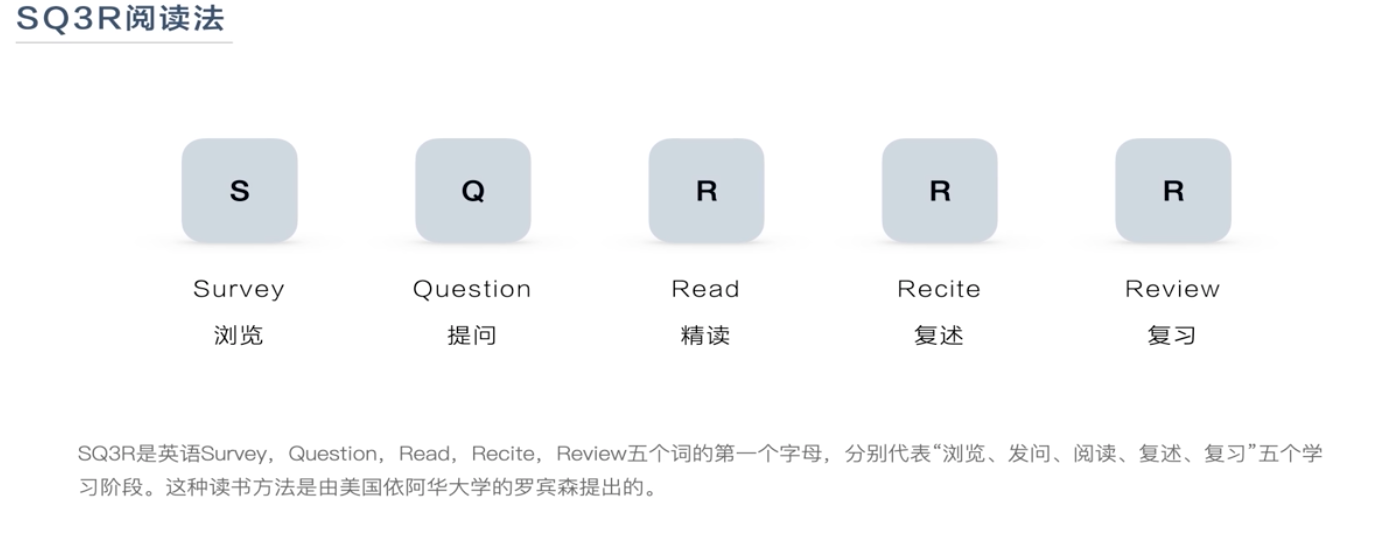 SQ3R阅读法
S Q R R R
Survey Question Read Recite Review
浏览 提问 精读 复述 复习
SQ3R是英语Survey，Question，Read，Recite，Review五个词的第一个字母，分别代表“浏览、发问、阅读、复述、复习”五个学
习阶段。这种读书方法是由美国依阿华大学的罗宾森提出的。